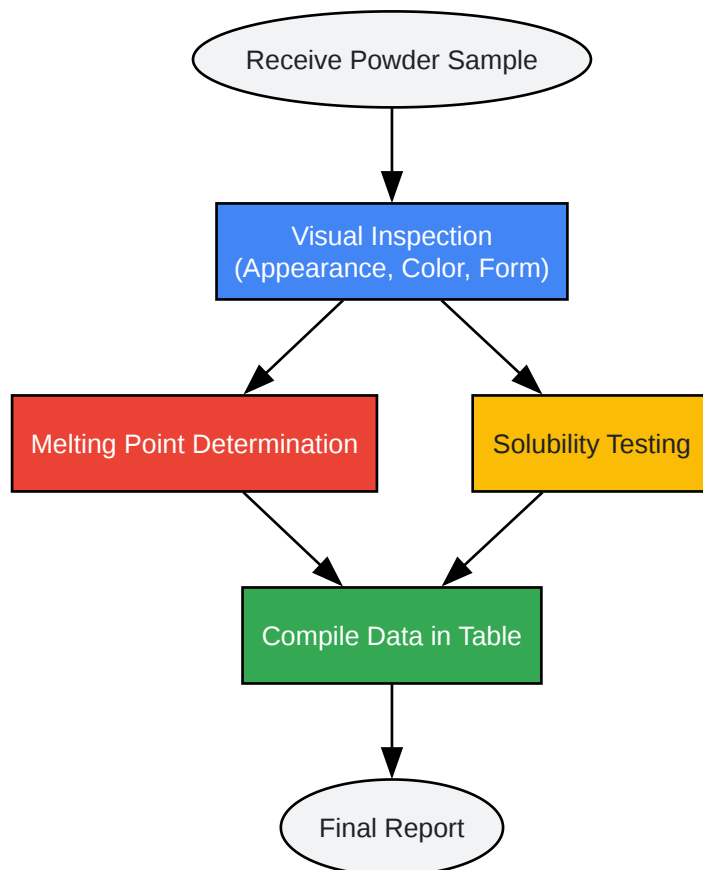 Receive Powder Sample
Visual Inspection
(Appearance, Color, Form)
Melting Point Determination
Solubility Testing
Compile Data in Table
Final Report